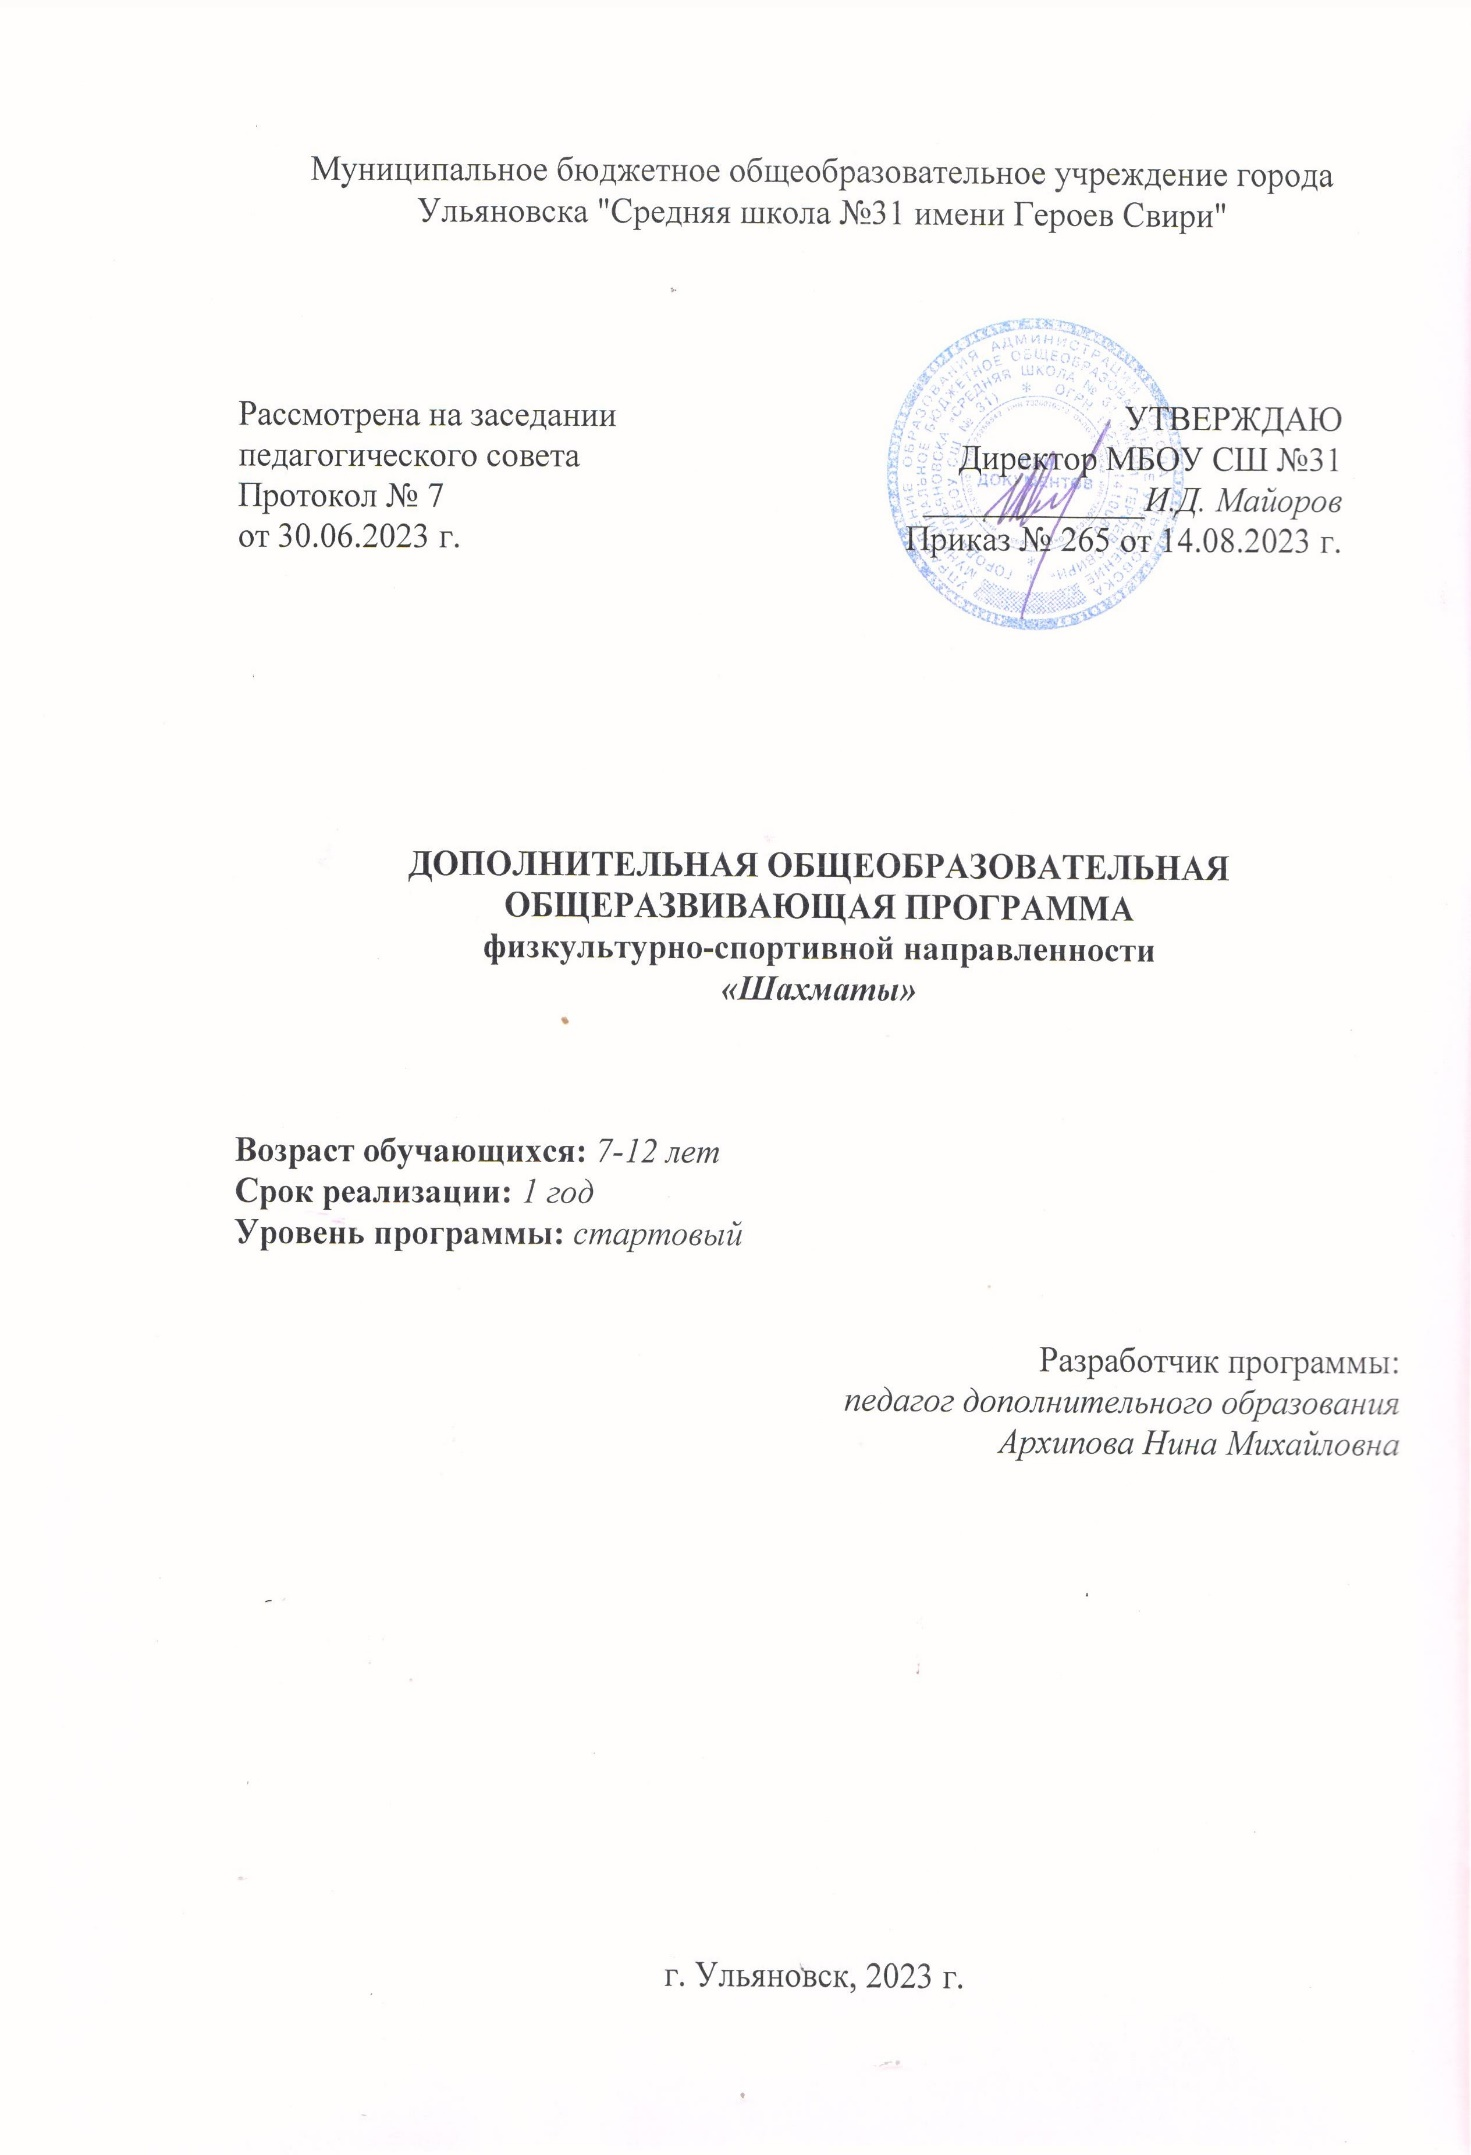 Муниципальное бюджетное общеобразовательное учреждение города
Ульяновска "Средняя школа №31 имени Героев Свири"
Рассмотрена на заседании
педагогического совета
Протокол № 7
от 30.06.2023 г.
УТВЕРЖДАЮ
Директор МБОУ СШ №31
И.Д. Майоров
Приказ № 265 от 14.08.2023 г.
ДОКУМЕНТОВ
ДОПОЛНИТЕЛЬНАЯ ОБЩЕОБРАЗОВАТЕЛЬНАЯ
ОБЩЕРАЗВИВАЮЩАЯ ПРОГРАММА
физкультурно-спортивной направленности
«Шахматы»
Возраст обучающихся: 7-12 лет
Срок реализации: 1 год
Уровень программы: стартовый
Разработчик программы:
педагог дополнительного образования
Архипова Нина Михайловна
г. Ульяновск, 2023 г.